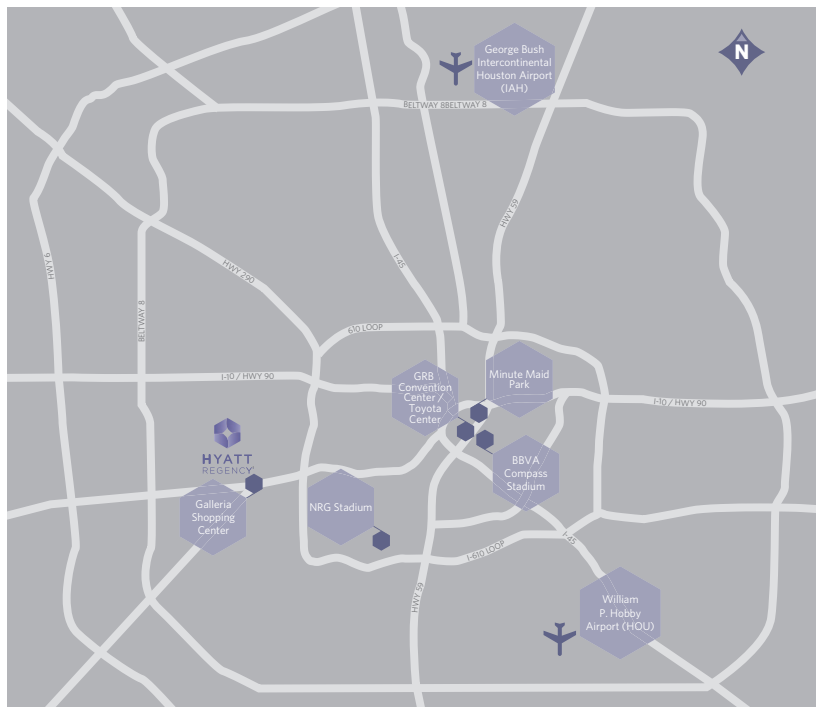 George Bush
Intercontinental
Houston Airport
(IAH)
N
BELTWAY 8BELTWAY 8
HWY 59
HWY 6
HWY 290
I-45
BELTWAY 8
610 LOOP
I-10 / HWY 90
GRB
Convention
Center /
Toyota
Center
Minute Maid
Park
I-10 / HWY 90
HYATT
REGENCY
BBVA
Compass
Stadium
Galleria
Shopping
Center
NRG Stadium
I-45
I-610 LOOP
HWY 59
William
P. Hobby
Airport (HOU)